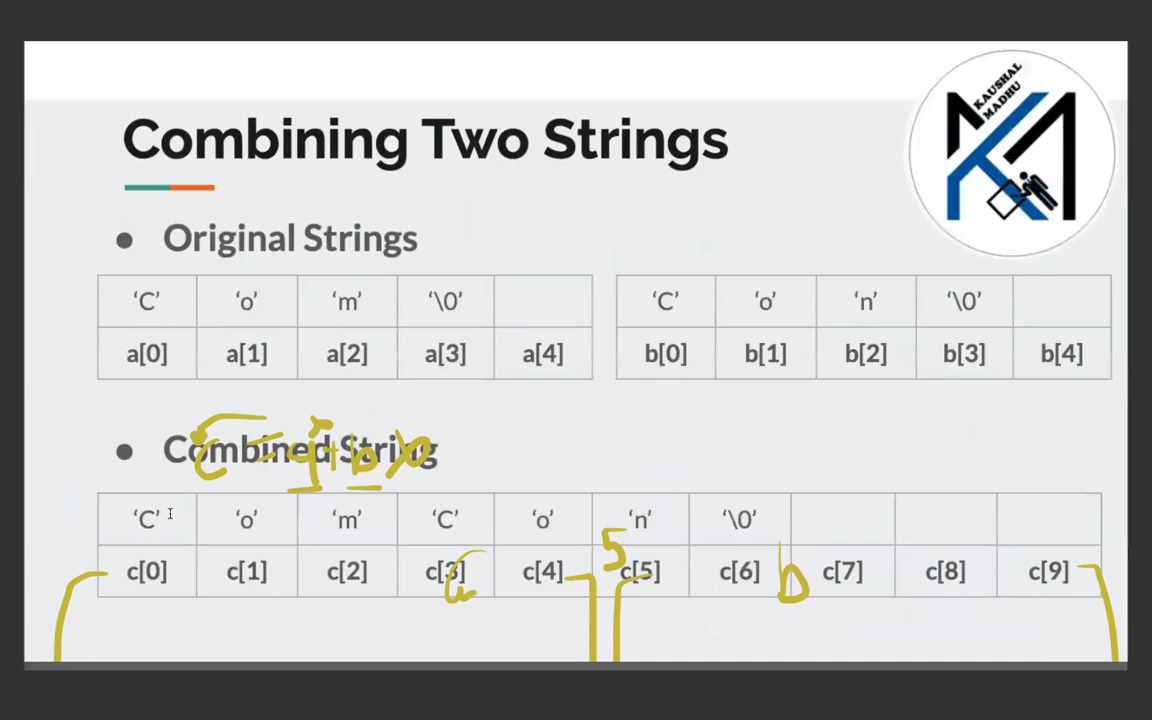 KAUSHAL
MADHU
Combining Two Strings
● Original Strings
‘C’ ‘o’ ‘m’ ‘\0’ ‘C’ ‘o’ ‘n’ ‘\0’
a[0] a[1] a[2] a[3] a[4] b[0] b[1] b[2] b[3] b[4]
● Combined String
‘C’ ‘o’ ‘m’ ‘C’ ‘o’ ‘n’ ‘\0’
5
c[0] c[1] c[2] c[3] c[4] c[5] c[6] b c[7] c[8] c[9]